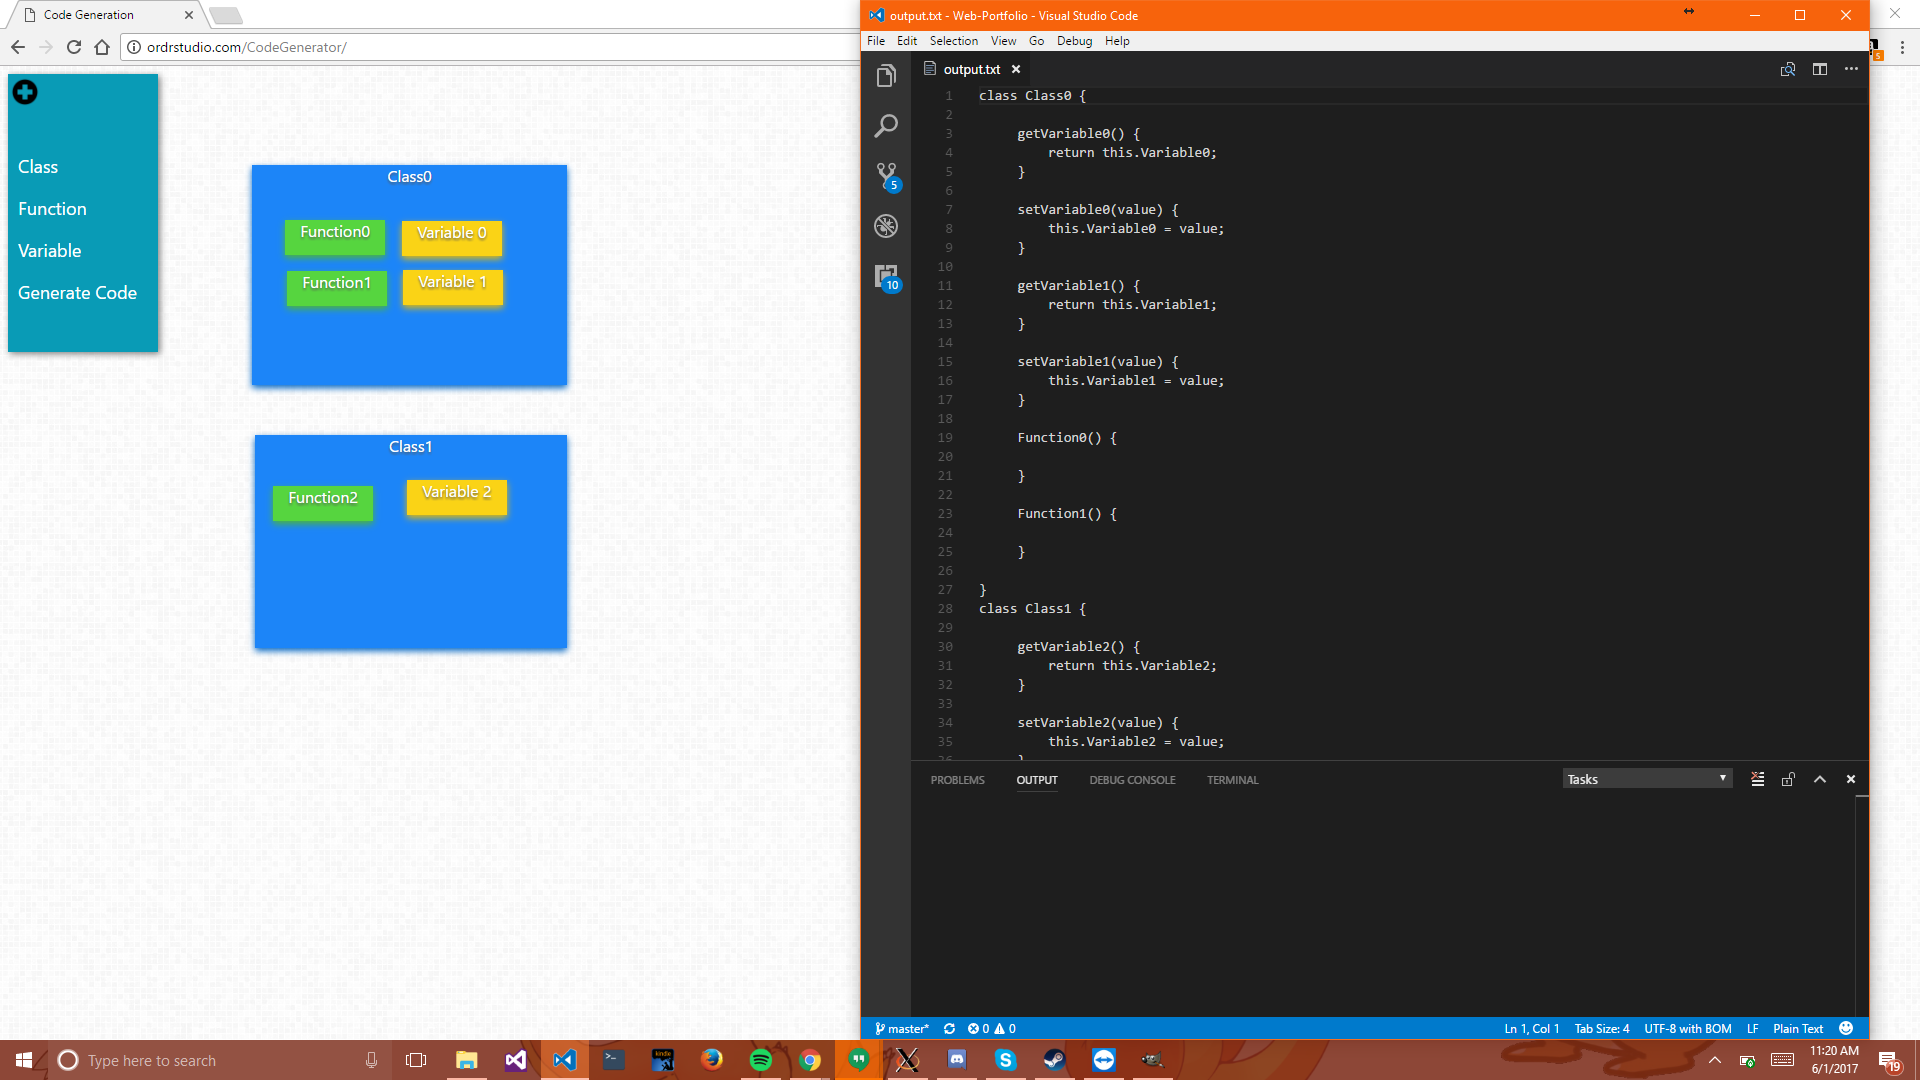 Code Generation
ordrstudio.com/CodeGenerator/
Class
Function
Variable
Generate Code
Class0
Function0
Variable 0
Function1
Variable 1
Class1
Function2
Variable 2
output.txt - Web-Portfolio - Visual Studio Code
File Edit Selection View Go Debug Help
output.txt
5
10
1 class Class0 {
2
3 getVariable0() {
4 return this.Variable0;
5 }
6
7 setVariable0(value) {
8 this.Variable0 = value;
9 }
10
11 getVariable1() {
12 return this.Variable1;
13 }
14
15 setVariable1(value) {
16 this.Variable1 = value;
17 }
18
19 Function0() {
20
21 }
22
23 Function1() {
24
25 }
26
27 }
28 class Class1 {
29
30 getVariable2() {
31 return this.Variable2;
32 }
33
34 setVariable2(value) {
35 this.Variable2 = value;
36 }
PROBLEMS OUTPUT DEBUG CONSOLE TERMINAL
Tasks
master* 0 0
Ln 1, Col 1 Tab Size: 4 UTF-8 with BOM LF Plain Text
5
Type here to search
kindle
11:20 AM
6/1/2017
19